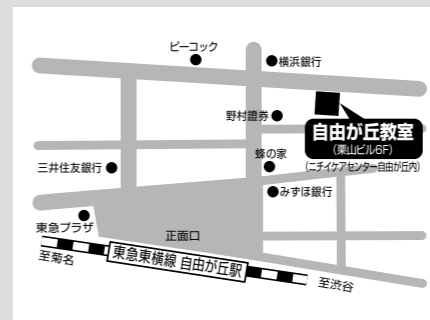 ピーコック
横浜銀行
野村證券
自由が丘教室
(栗山ビル6F)
(ニチイケアセンター自由が丘内)
蜂の家
三井住友銀行
みずほ銀行
東急プラザ
正面口
東急東横線 自由が丘駅
至菊名
至渋谷